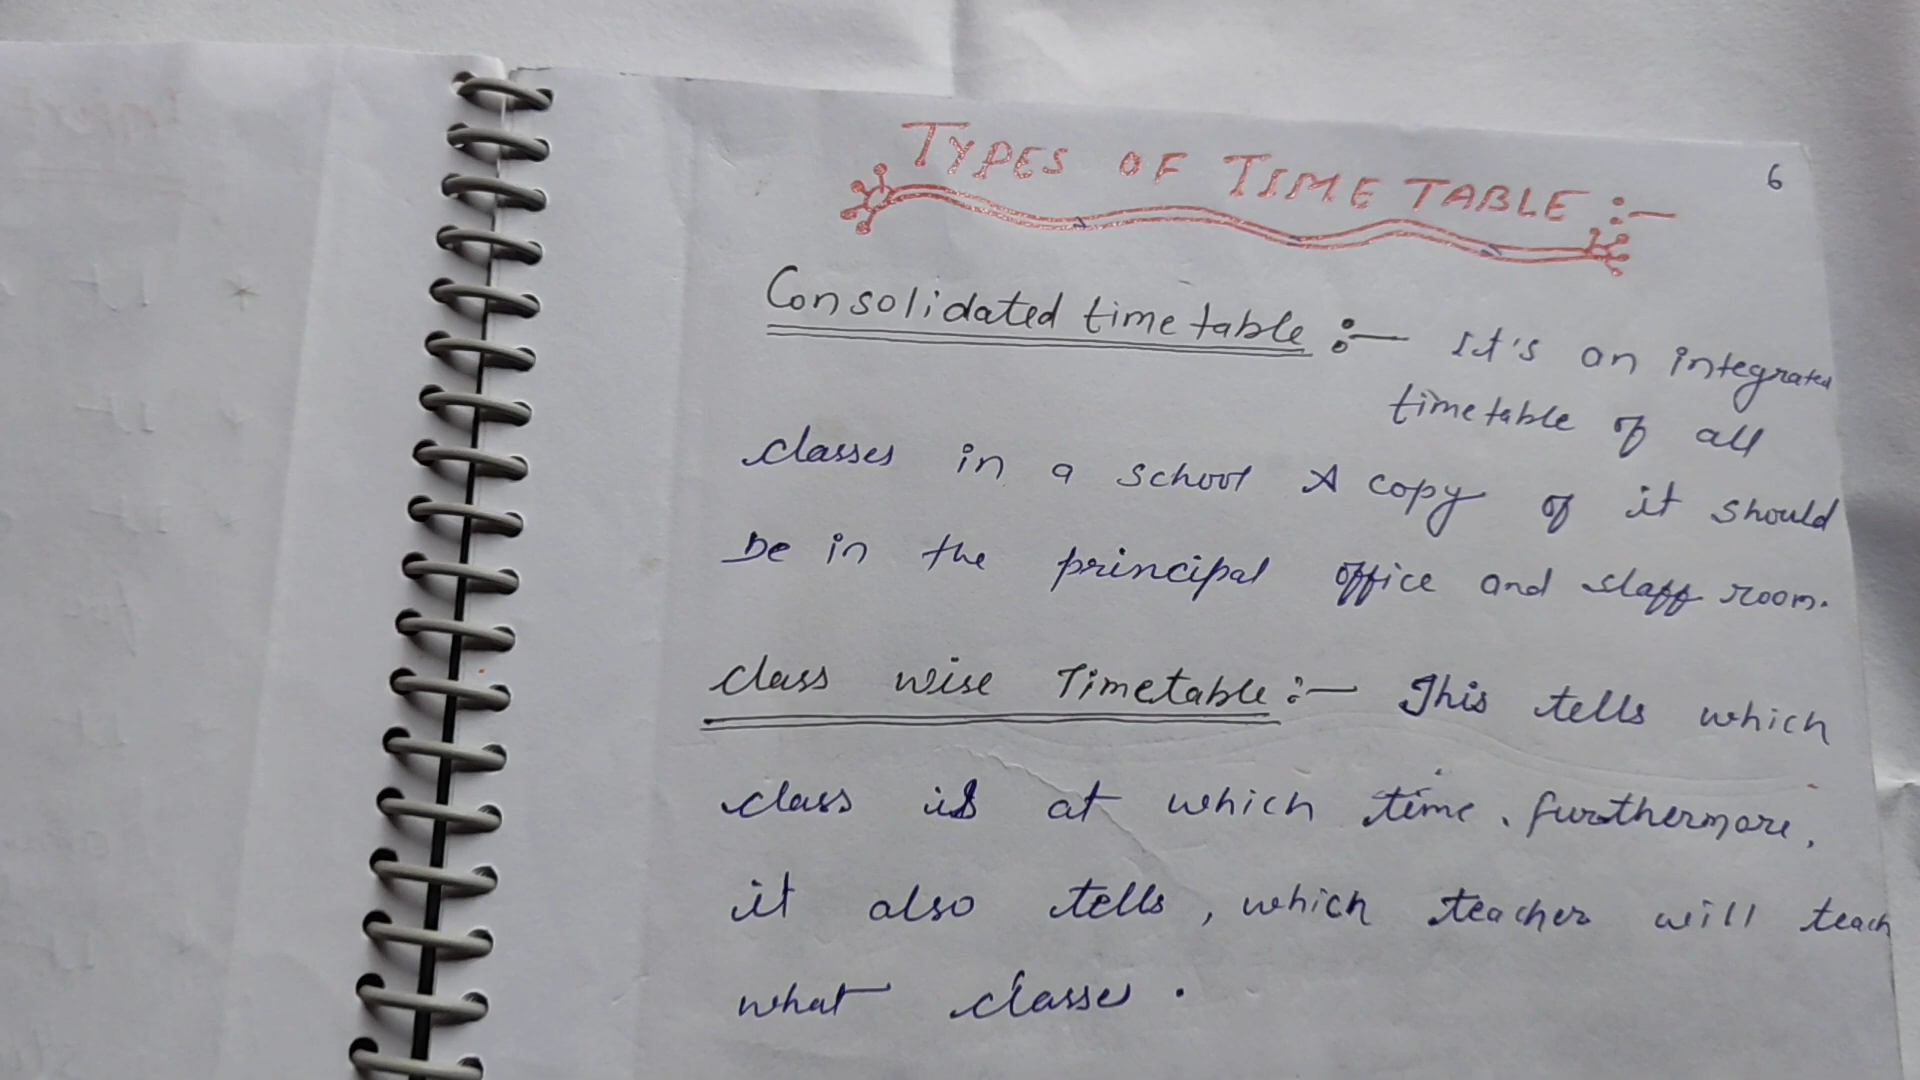 6
TYPES OF TIME TABLE :-
Consolidated time table :- It's an integrated
timetable of all
classes in a school A copy of it should
be in the principal office and staff room.
class wise Timetable :- This tells which
class is at which time. furthermore,
it also tells, which teacher will teach
what classes.